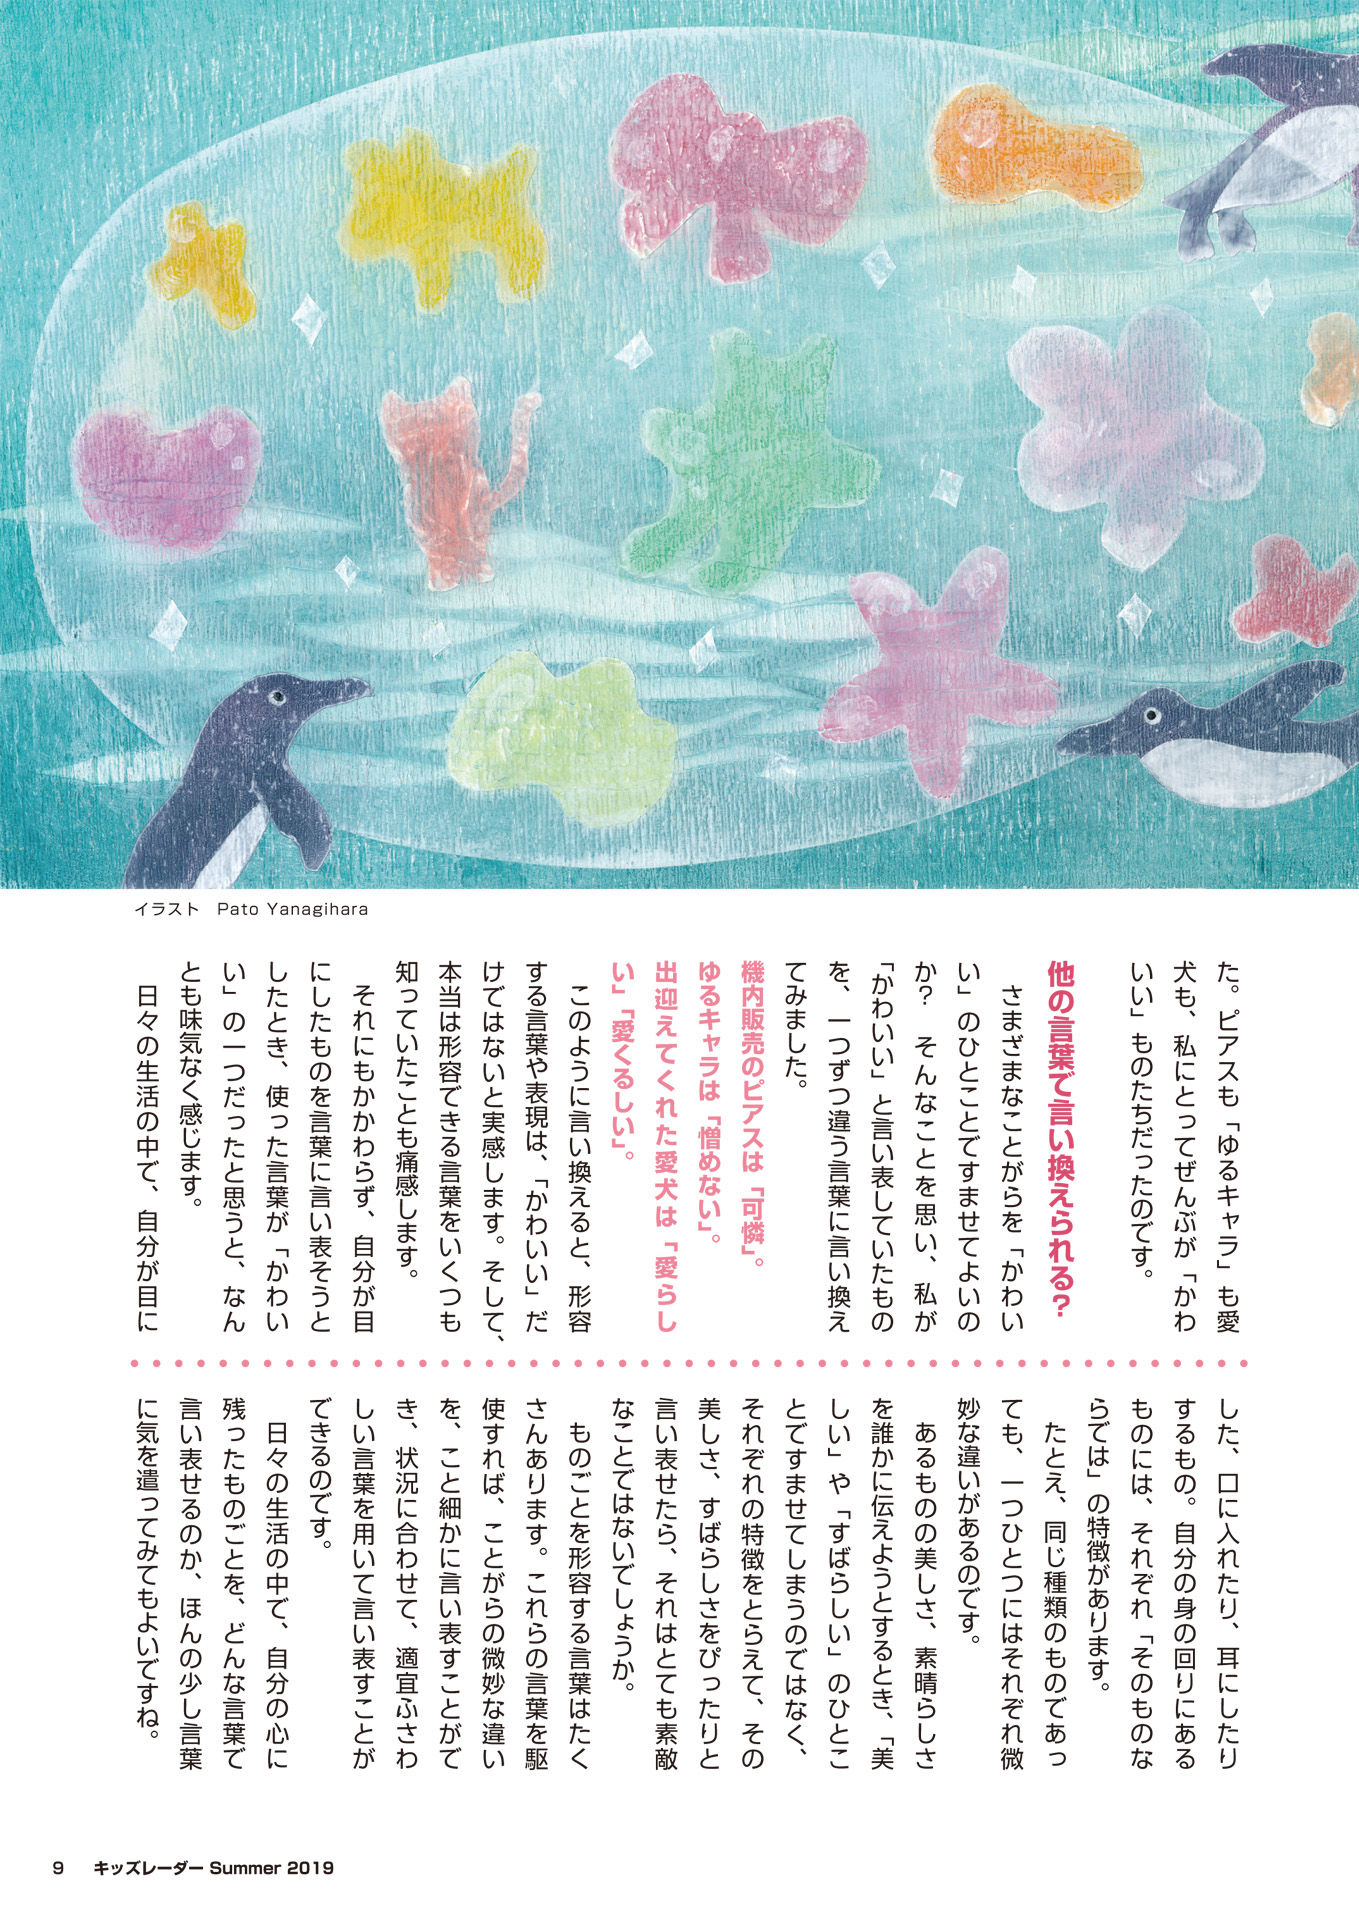 イラスト　Pato Yanagihara
た。ピアスも「ゆるキャラ」も愛
犬も、私にとってぜんぶが「かわ
いい」ものたちだったのです。
他の言葉で言い換えられる？
さまざまなことがらを「かわい
い」のひとことですませてよいの
か？　そんなことを思い、私が
「かわいい」と言い表していたもの
を、一つずつ違う言葉に言い換え
てみました。
機内販売のピアスは「可憐」。
ゆるキャラは「憎めない」。
出迎えてくれた愛犬は「愛らし
い」「愛くるしい」。
このように言い換えると、形容
する言葉や表現は、「かわいい」だ
けではないと実感します。そして、
本当は形容できる言葉をいくつも
知っていたことも痛感します。
それにもかかわらず、自分が目
にしたものを言葉に言い表そうと
したとき、使った言葉が「かわい
い」の一つだったと思うと、なん
とも味気なく感じます。
日々の生活の中で、自分が目に
した、口に入れたり、耳にしたり
するもの。自分の身の回りにある
ものには、それぞれ「そのものな
らでは」の特徴があります。
たとえ、同じ種類のものであっ
ても、一つひとつにはそれぞれ微
妙な違いがあるのです。
あるものの美しさ、素晴らしさ
を誰かに伝えようとするとき、「美
しい」や「すばらしい」のひとこ
とですませてしまうのではなく、
それぞれの特徴をとらえて、その
美しさ、すばらしさをぴったりと
言い表せたら、それはとても素敵
なことではないでしょうか。
ものごとを形容する言葉はたく
さんあります。これらの言葉を駆
使すれば、ことがらの微妙な違い
を、こと細かに言い表すことがで
き、状況に合わせて、適宜ふさわ
しい言葉を用いて言い表すことが
できるのです。
日々の生活の中で、自分の心に
残ったものごとを、どんな言葉で
言い表せるのか、ほんの少し言葉
に気を遣ってみてもよいですね。
9　キッズレーダー Summer 2019